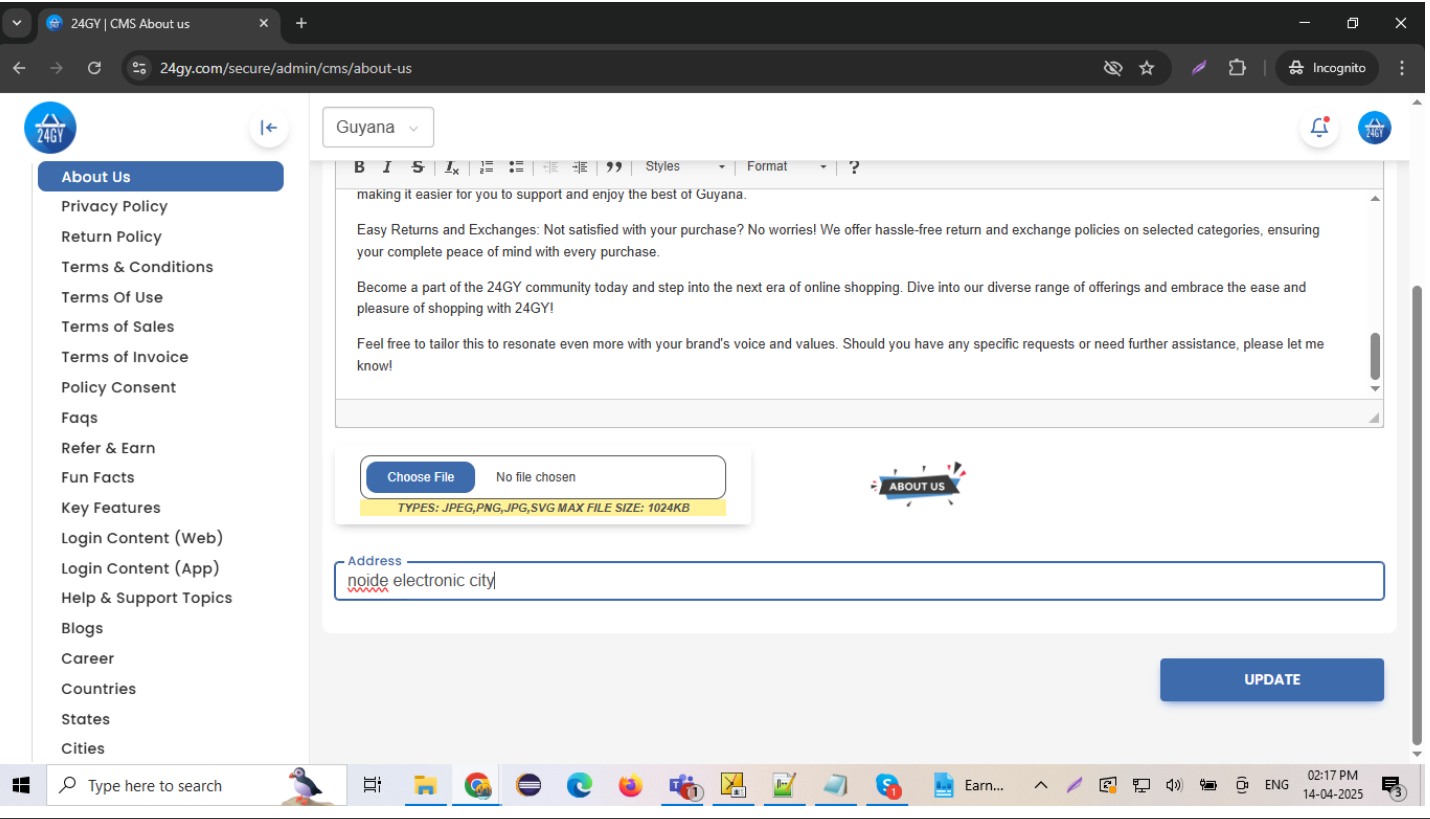 24GY | CMS About us
24gy.com/secure/admin/cms/about-us
Incognito
24GY
Guyana
24GY
About Us
Privacy Policy
Return Policy
Terms & Conditions
Terms Of Use
Terms of Sales
Terms of Invoice
Policy Consent
Faqs
Refer & Earn
Fun Facts
Key Features
Login Content (Web)
Login Content (App)
Help & Support Topics
Blogs
Career
Countries
States
Cities
B I S Ix Styles Format ?
making it easier for you to support and enjoy the best of Guyana.
Easy Returns and Exchanges: Not satisfied with your purchase? No worries! We offer hassle-free return and exchange policies on selected categories, ensuring
your complete peace of mind with every purchase.
Become a part of the 24GY community today and step into the next era of online shopping. Dive into our diverse range of offerings and embrace the ease and
pleasure of shopping with 24GY!
Feel free to tailor this to resonate even more with your brand's voice and values. Should you have any specific requests or need further assistance, please let me
know!
Choose File No file chosen
TYPES: JPEG,PNG,JPG,SVG MAX FILE SIZE: 1024KB
ABOUT US
Address
noide electronic city
UPDATE
Type here to search
Earn...
ENG
02:17 PM
14-04-2025
3